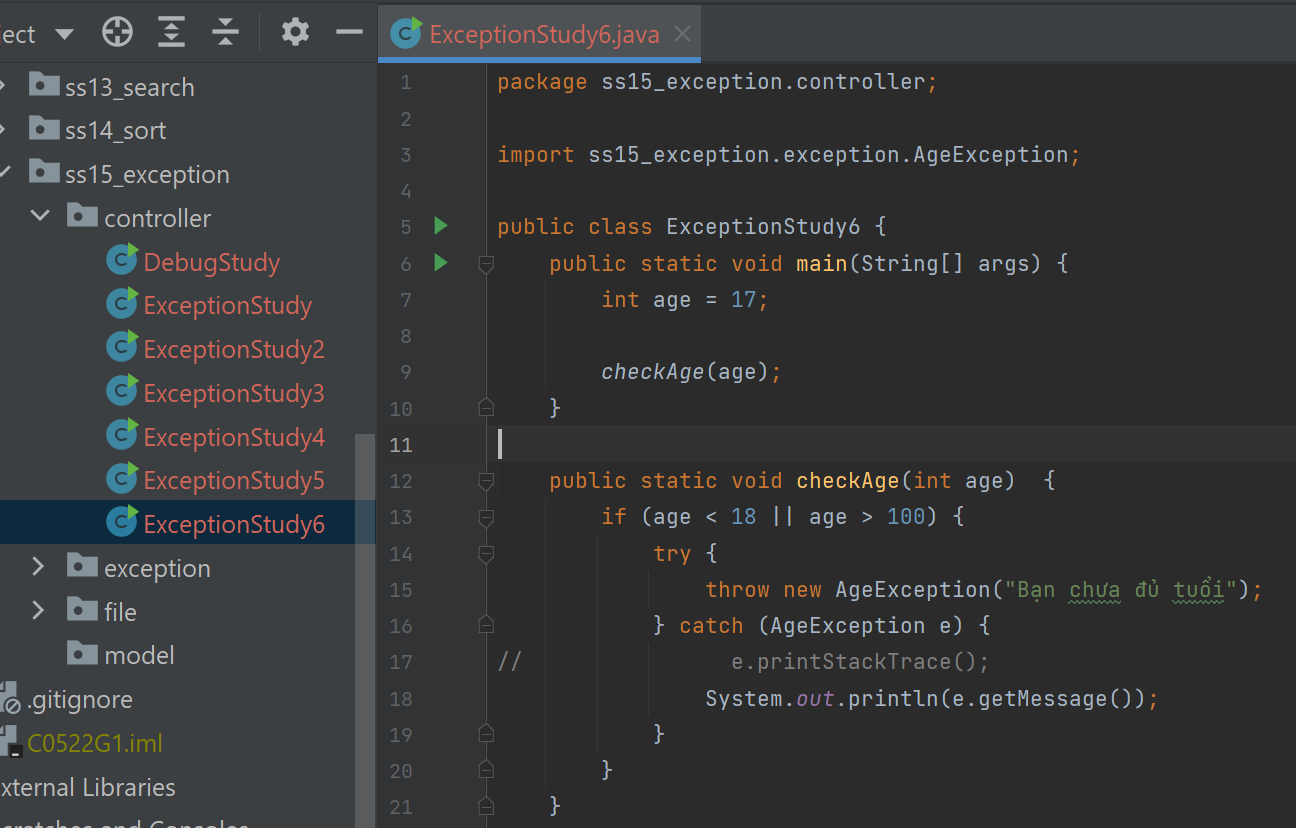 ject
ss13_search
ss14_sort
ss15_exception
controller
DebugStudy
ExceptionStudy
ExceptionStudy2
ExceptionStudy3
ExceptionStudy4
ExceptionStudy5
ExceptionStudy6
exception
file
model
.gitignore
C0522G1.iml
xternal Libraries
cratches and Consoles
ExceptionStudy6.java
1 package ss15_exception.controller;
2
3 import ss15_exception.exception.AgeException;
4
5 public class ExceptionStudy6 {
6 public static void main(String[] args) {
7 int age = 17;
8
9 checkAge(age);
10 }
11
12 public static void checkAge(int age)  {
13 if (age < 18 || age > 100) {
14 try {
15 throw new AgeException("Bạn chưa đủ tuổi");
16 } catch (AgeException e) {
17 // e.printStackTrace();
18 System.out.println(e.getMessage());
19 }
20 }
21 }